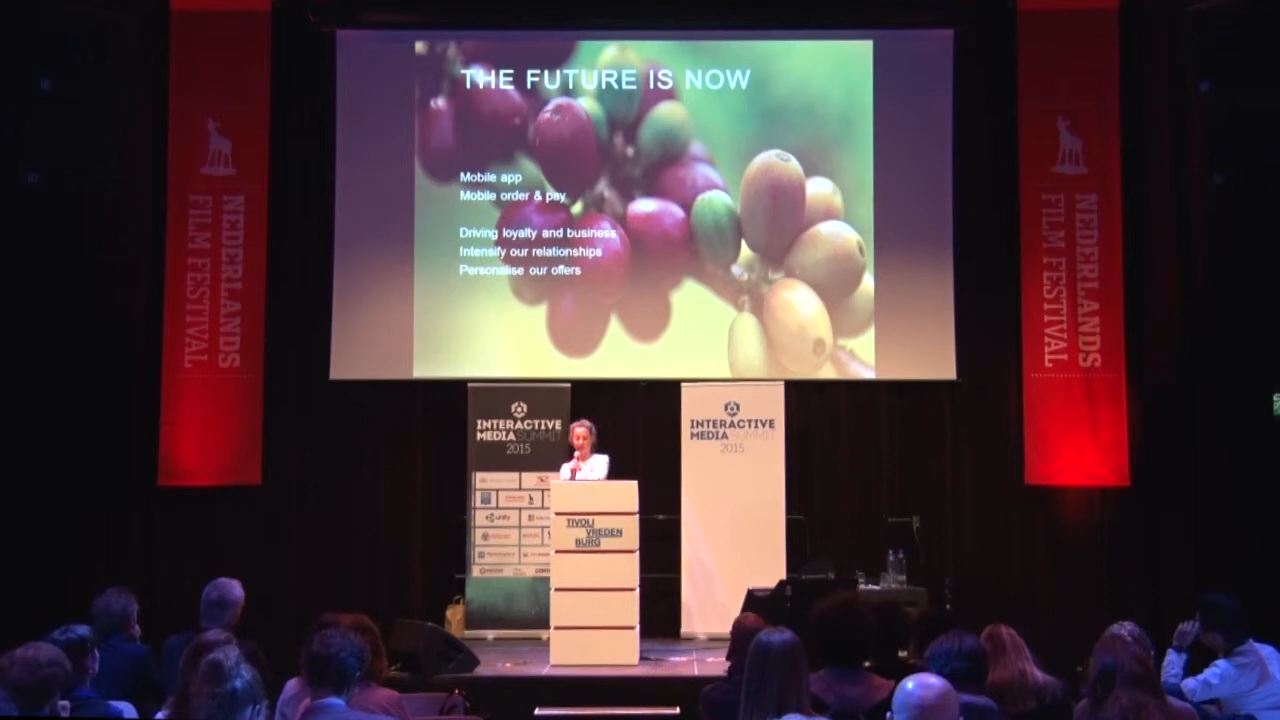 THE FUTURE IS NOW
Mobile app
Mobile order & pay
Driving loyalty and business
Intensify our relationships
Personalise our offers
NEDERLANDS
FILM FESTIVAL
NEDERLANDS
FILM FESTIVAL
INTERACTIVE
MEDIA SUMMIT
2015
INTERACTIVE
MEDIA SUMMIT
2015
unity
TIVOLI
VREDEN
BURG